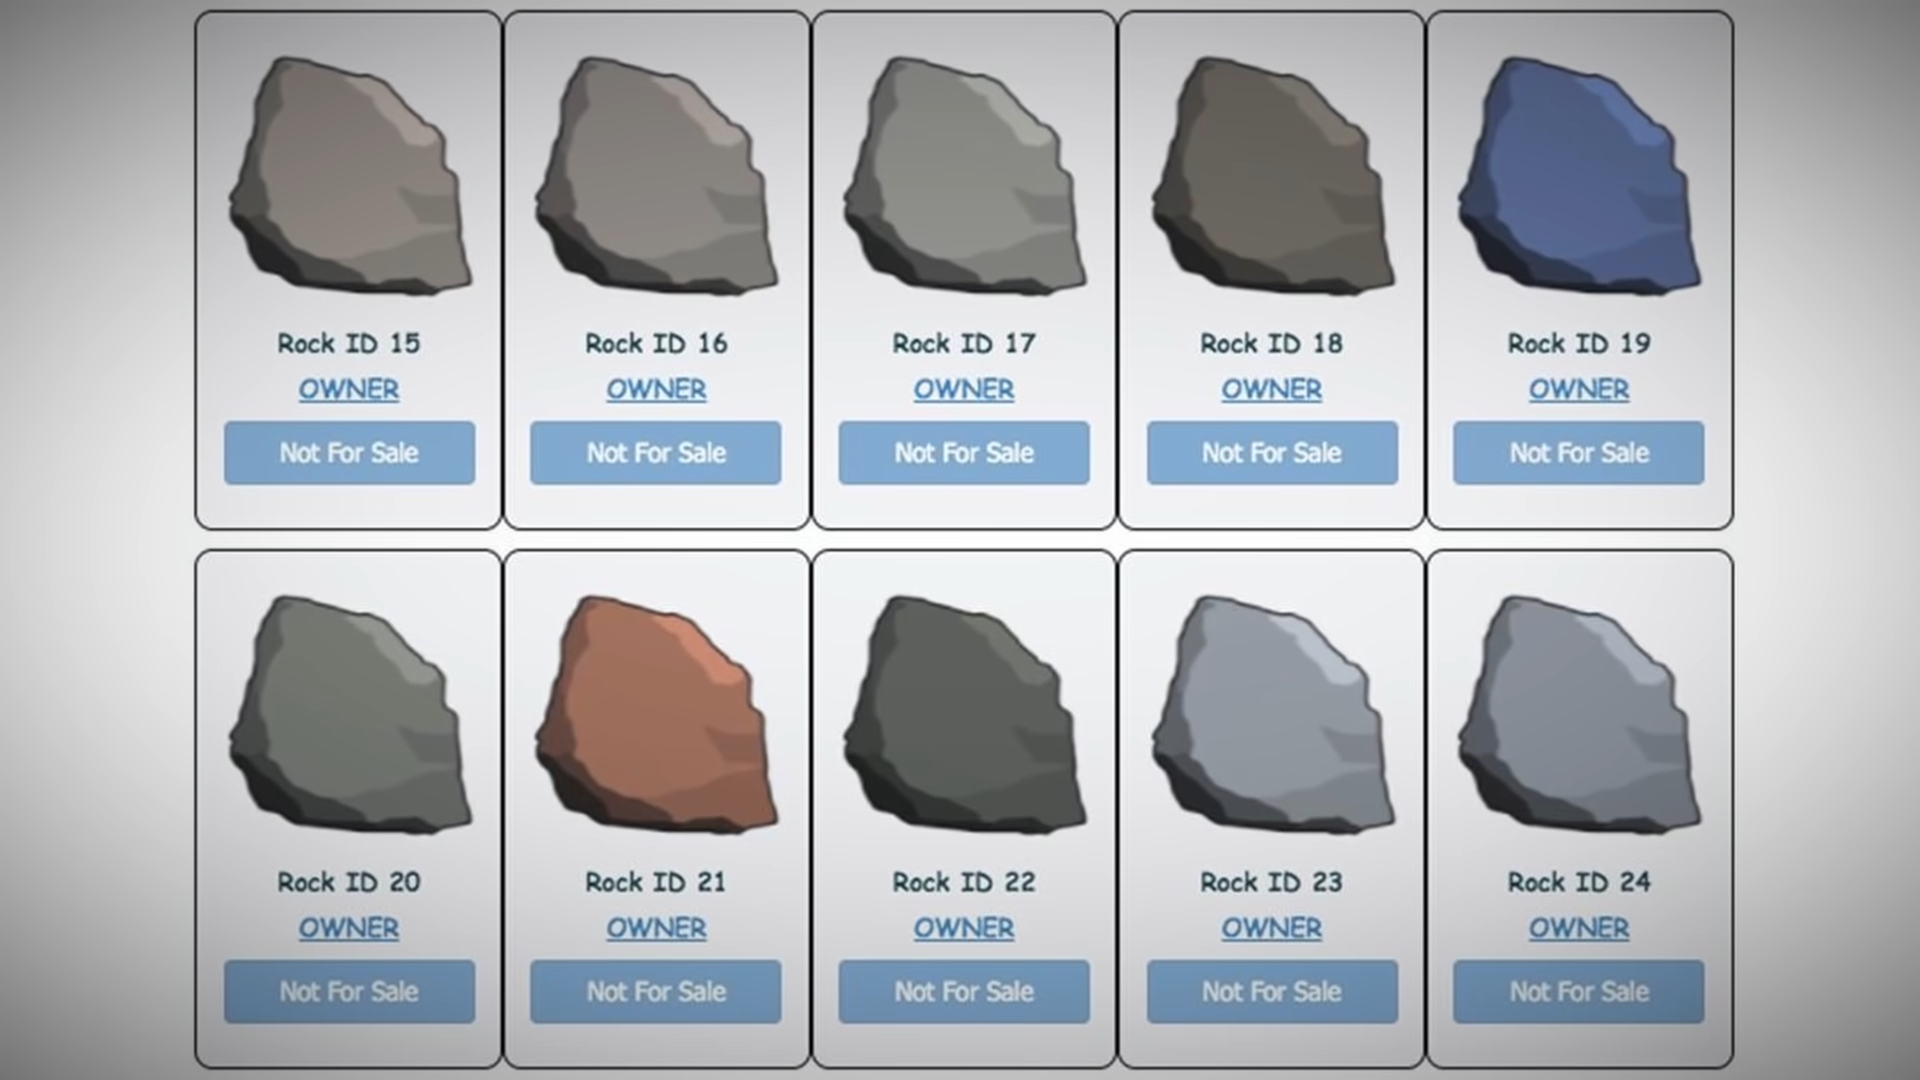 Rock ID 15
OWNER
Not For Sale
Rock ID 16
OWNER
Not For Sale
Rock ID 17
OWNER
Not For Sale
Rock ID 18
OWNER
Not For Sale
Rock ID 19
OWNER
Not For Sale
Rock ID 20
OWNER
Not For Sale
Rock ID 21
OWNER
Not For Sale
Rock ID 22
OWNER
Not For Sale
Rock ID 23
OWNER
Not For Sale
Rock ID 24
OWNER
Not For Sale